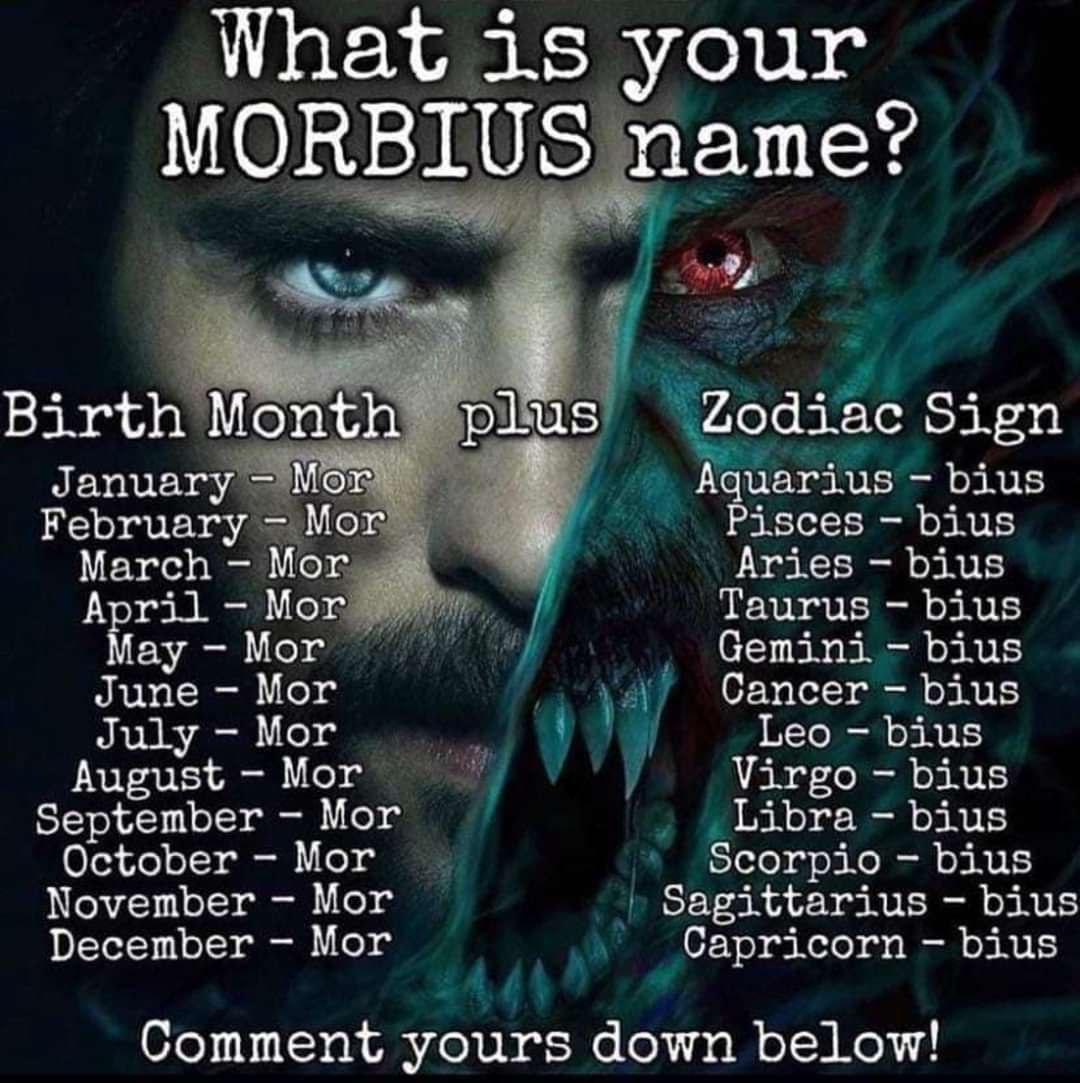 What is your
MORBIUS name?
Birth Month plus Zodiac Sign
January - Mor
February - Mor
March - Mor
April - Mor
May - Mor
June - Mor
July - Mor
August - Mor
September - Mor
October - Mor
November - Mor
December - Mor
Aquarius - bius
Pisces - bius
Aries - bius
Taurus - bius
Gemini - bius
Cancer - bius
Leo - bius
Virgo - bius
Libra - bius
Scorpio - bius
Sagittarius - bius
Capricorn - bius
Comment yours down below!